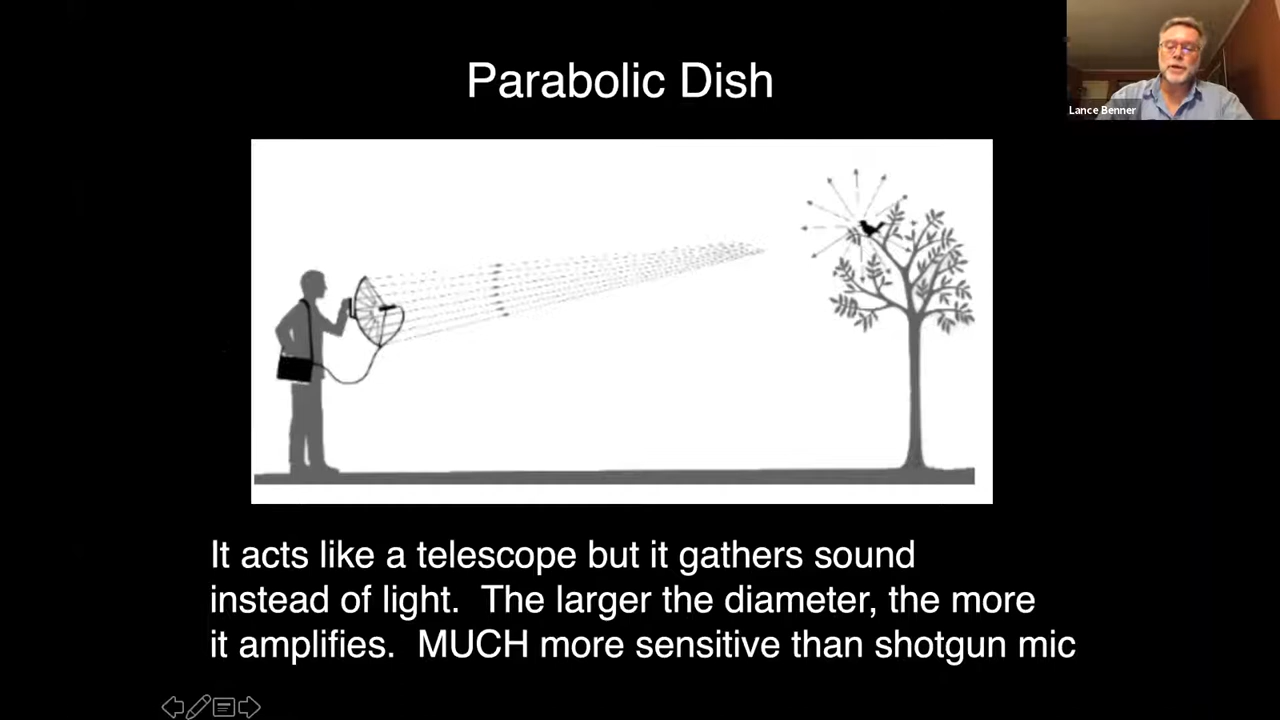 Parabolic Dish
Lance Benner
It acts like a telescope but it gathers sound
instead of light.  The larger the diameter, the more
it amplifies.  MUCH more sensitive than shotgun mic